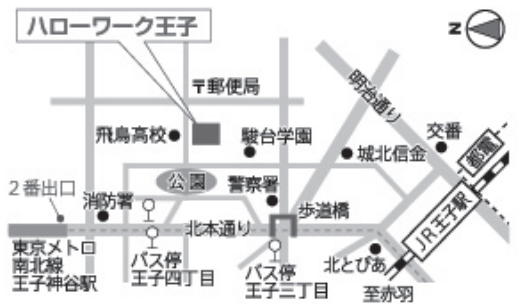 ハローワーク王子
N
〒郵便局
明治通り
飛鳥高校
駿台学園
城北信金
交番
都電
公園
警察署
2番出口
消防署
歩道橋
JR王子駅
北本通り
東京メトロ
南北線
王子神谷駅
バス停
王子四丁目
バス停
王子三丁目
北とぴあ
至赤羽